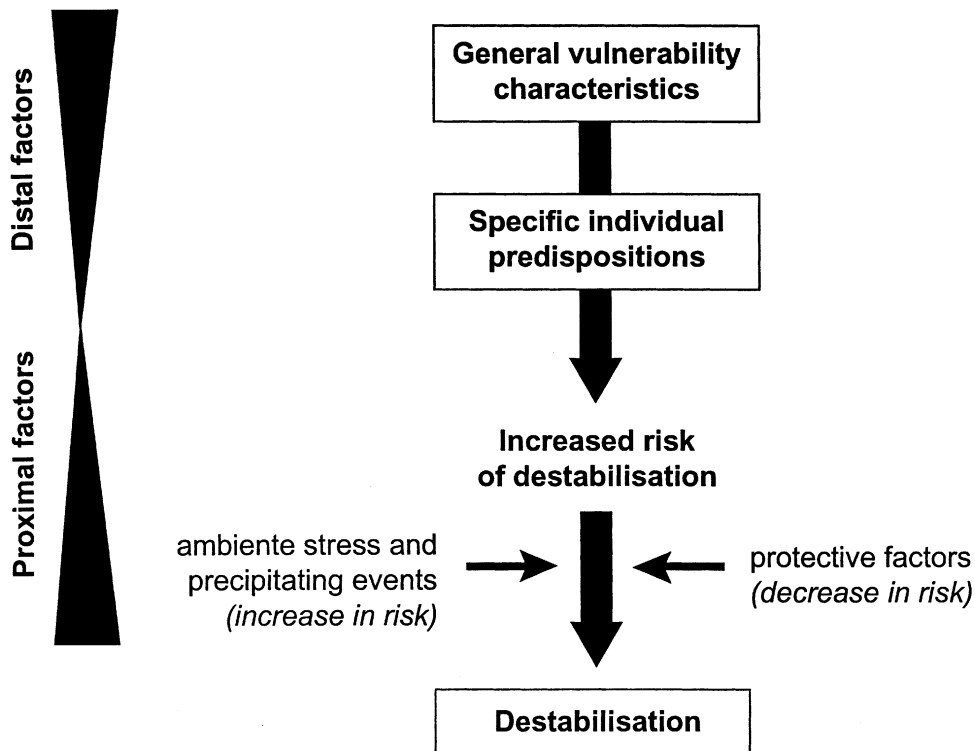 Distal factors
Proximal factors
General vulnerability
characteristics
Specific individual
predispositions
Increased risk
of destabilisation
ambiente stress and
precipitating events
(increase in risk)
protective factors
(decrease in risk)
Destabilisation